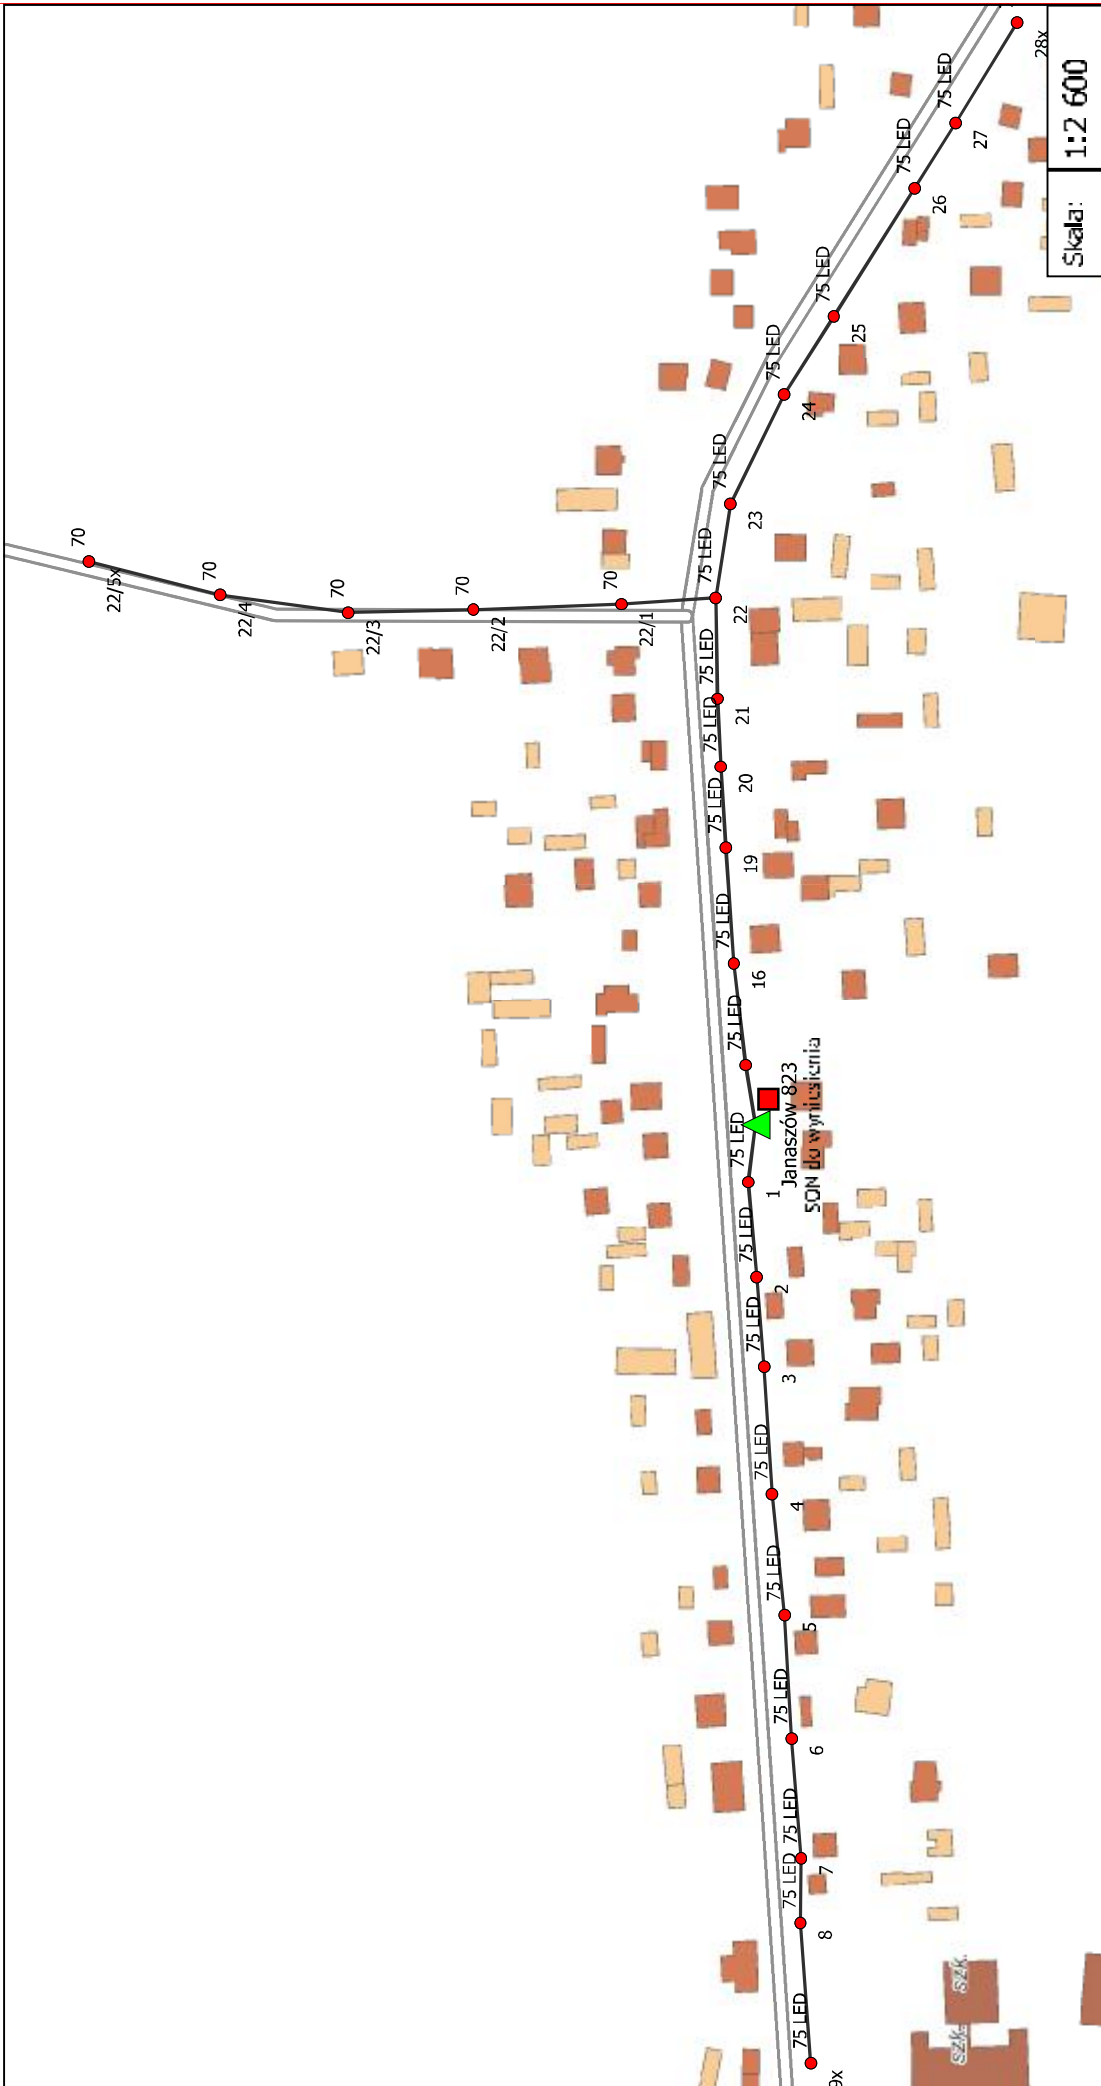 70
22/5x
70
22/4
70
22/3
70
22/2
70
22/1
75 LED
9x
75 LED
8
75 LED
7
75 LED
6
75 LED
5
75 LED
4
75 LED
3
75 LED
2
75 LED
1
Janaszów 823
SON do wyniesienia
75 LED
75 LED
16
75 LED
19
75 LED
20
75 LED
21
75 LED
22
75 LED
23
75 LED
24
75 LED
25
75 LED
26
75 LED
27
28x
szk.
szk.
Skala: 1:2 600